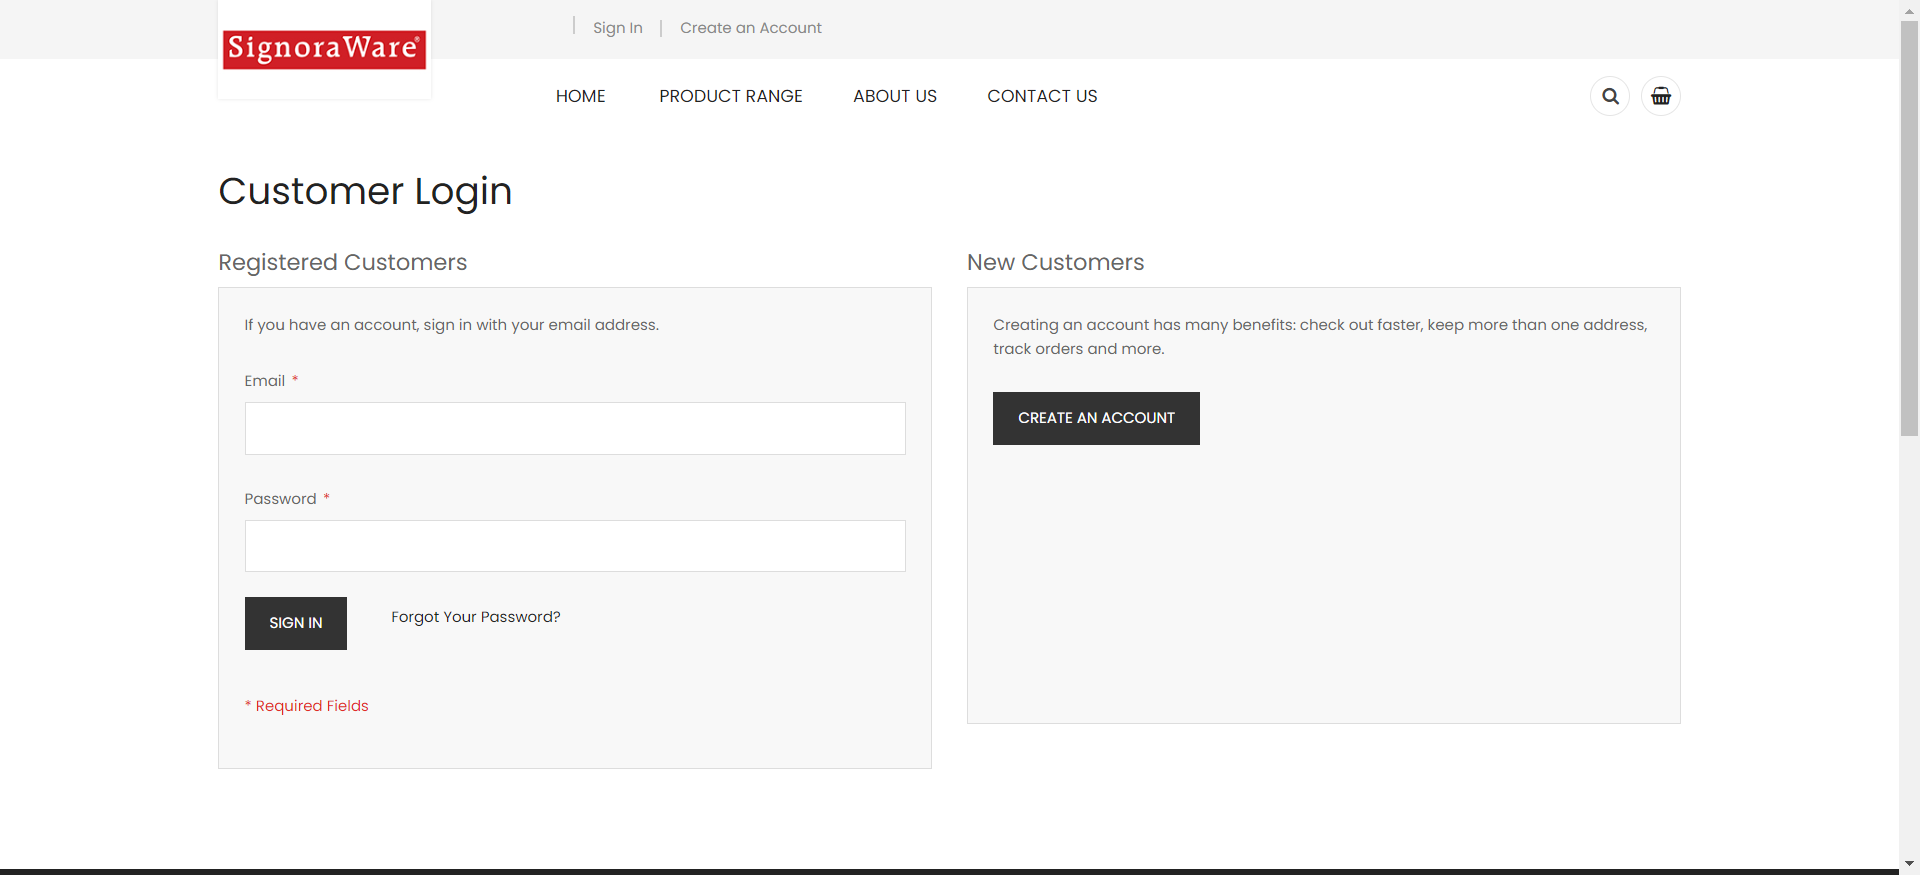 SignoraWare®
Sign In
Create an Account
HOME
PRODUCT RANGE
ABOUT US
CONTACT US
Customer Login
Registered Customers
If you have an account, sign in with your email address.
Email *
Password *
SIGN IN
Forgot Your Password?
* Required Fields
New Customers
Creating an account has many benefits: check out faster, keep more than one address,
track orders and more.
CREATE AN ACCOUNT